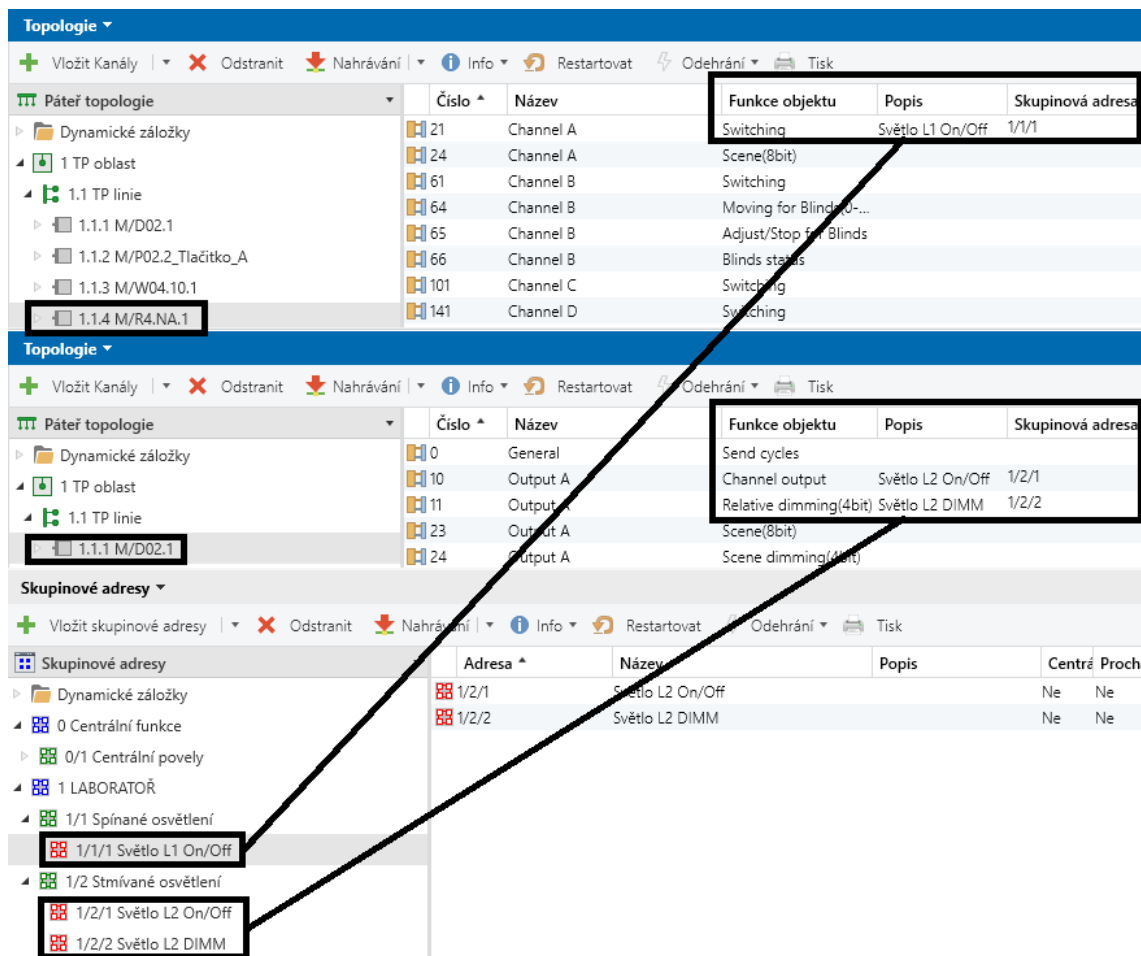 Topologie
Vložit Kanály Odstranit Nahrávání Info Restartovat Odehrání Tisk
Páteř topologie Číslo Název Funkce objektu Popis Skupinová adresa
Dynamické záložky 21 Channel A Switching Světlo L1 On/Off 1/1/1
1 TP oblast 24 Channel A Scene(8bit)
1.1 TP linie 61 Channel B Switching
1.1.1 M/D02.1 64 Channel B Moving for Blinds(0-...
1.1.2 M/P02.2_Tlačitko_A 65 Channel B Adjust/Stop for Blinds
66 Channel B Blinds status
1.1.3 M/W04.10.1 101 Channel C Switching
1.1.4 M/R4.NA.1 141 Channel D Switching
Topologie
Vložit Kanály Odstranit Nahrávání Info Restartovat Odehrání Tisk
Páteř topologie Číslo Název Funkce objektu Popis Skupinová adresa
Dynamické záložky 0 General Send cycles
1 TP oblast 10 Output A Channel output Světlo L2 On/Off 1/2/1
1.1 TP linie 11 Output A Relative dimming(4bit) Světlo L2 DIMM 1/2/2
23 Output A Scene(8bit)
1.1.1 M/D02.1 24 Output A Scene dimming(4bit)
Skupinové adresy
Vložit skupinové adresy Odstranit Nahrávání Info Restartovat Odehrání Tisk
Skupinové adresy Adresa Název Popis Centrá Proch
Dynamické záložky 1/2/1 Světlo L2 On/Off Ne Ne
0 Centrální funkce 1/2/2 Světlo L2 DIMM Ne Ne
0/1 Centrální povely
1 LABORATOŘ
1/1 Spínané osvětlení
1/1/1 Světlo L1 On/Off
1/2 Stmívané osvětlení
1/2/1 Světlo L2 On/Off
1/2/2 Světlo L2 DIMM